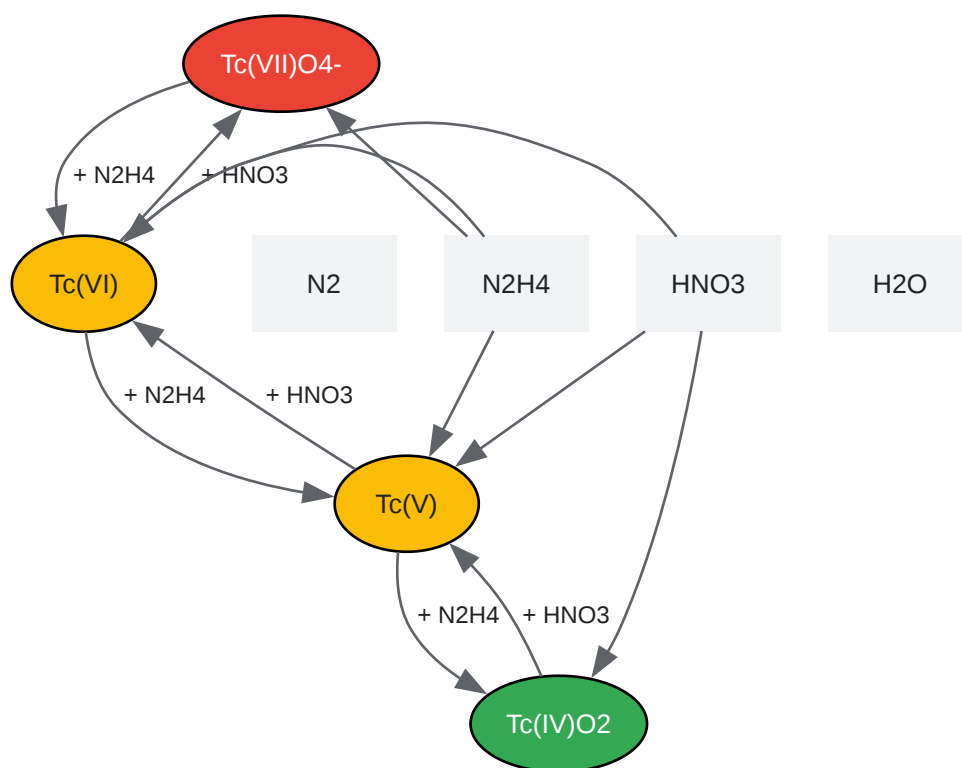 Tc(VII)O4-
+ N2H4
+ HNO3
Tc(VI)
N2
N2H4
HNO3
H2O
+ N2H4
+ HNO3
Tc(V)
+ N2H4
+ HNO3
Tc(IV)O2